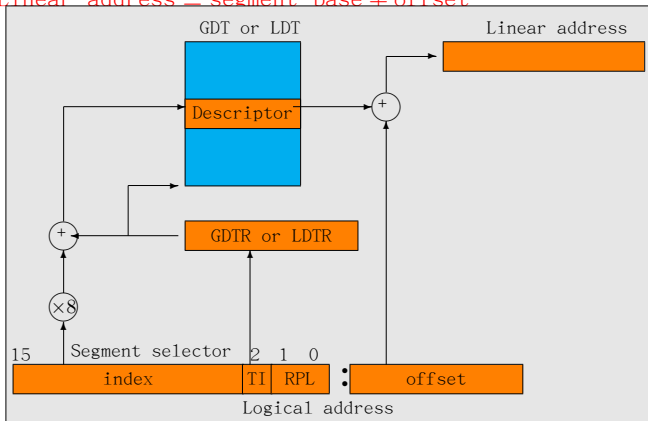 Linear address = segment base + offset
GDT or LDT
Linear address
Descriptor
+
+
GDTR or LDTR
×8
15 Segment selector 2 1 0
index TI RPL : offset
Logical address